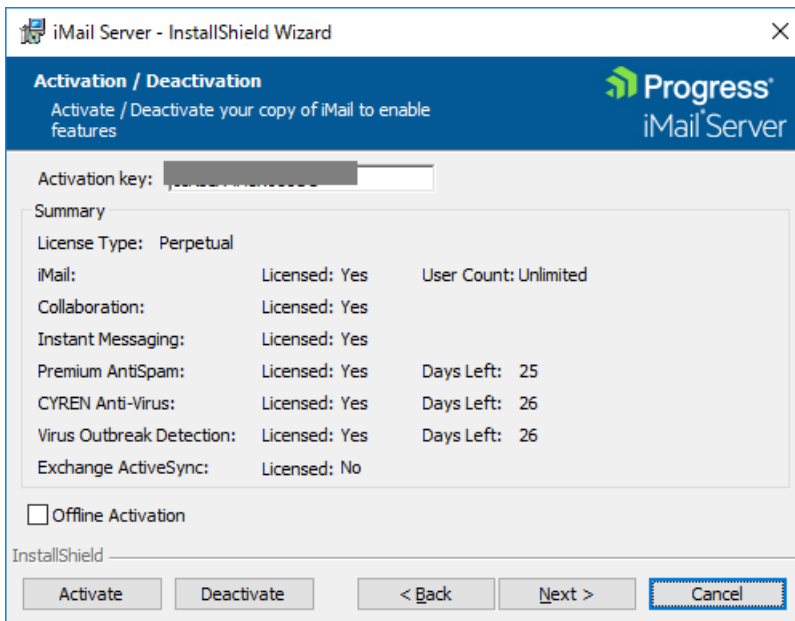 iMail Server - InstallShield Wizard
Activation / Deactivation
Activate / Deactivate your copy of iMail to enable
features
Progress®
iMail Server
Activation key:
Summary
License Type: Perpetual
iMail: Licensed: Yes User Count: Unlimited
Collaboration: Licensed: Yes
Instant Messaging: Licensed: Yes
Premium AntiSpam: Licensed: Yes Days Left: 25
CYREN Anti-Virus: Licensed: Yes Days Left: 26
Virus Outbreak Detection: Licensed: Yes Days Left: 26
Exchange ActiveSync: Licensed: No
Offline Activation
InstallShield
Activate Deactivate < Back Next > Cancel